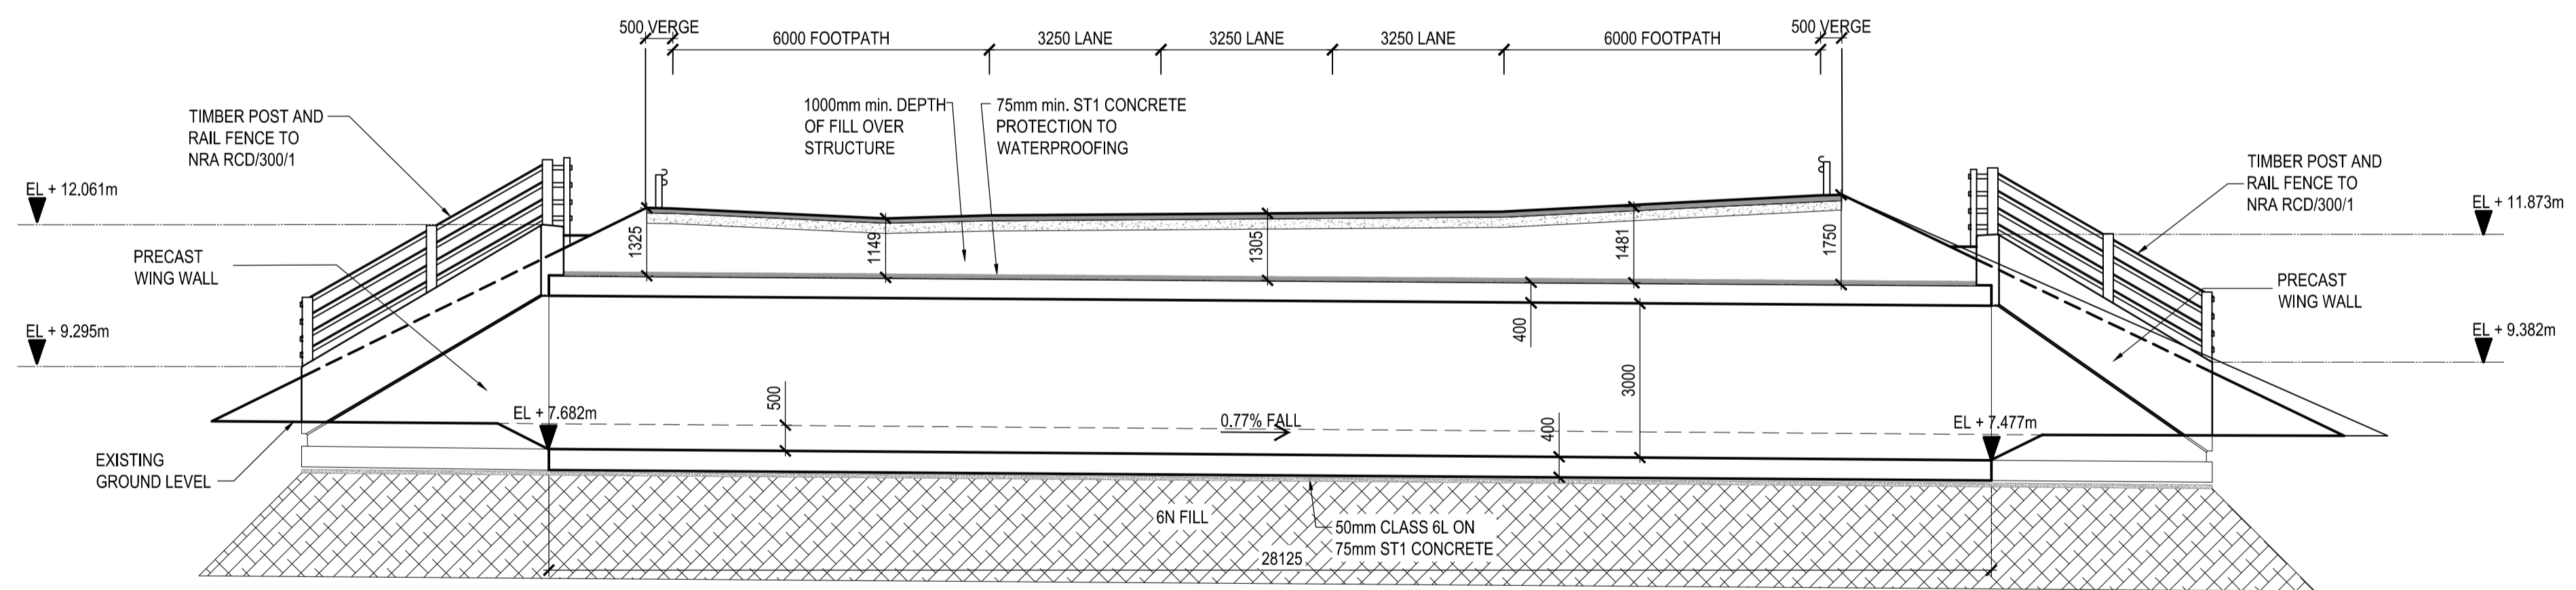 500 VERGE
6000 FOOTPATH
3250 LANE
3250 LANE
3250 LANE
6000 FOOTPATH
500 VERGE
TIMBER POST AND
RAIL FENCE TO
NRA RCD/300/1
1000mm min. DEPTH
OF FILL OVER
STRUCTURE
75mm min. ST1 CONCRETE
PROTECTION TO
WATERPROOFING
TIMBER POST AND
RAIL FENCE TO
NRA RCD/300/1
EL + 12.061m
EL + 11.873m
1325
1149
1305
1481
1750
PRECAST
WING WALL
PRECAST
WING WALL
EL + 9.295m
EL + 9.382m
400
3000
500
EL + 7.682m
0.77% FALL
400
EL + 7.477m
EXISTING
GROUND LEVEL
6N FILL
50mm CLASS 6L ON
75mm ST1 CONCRETE
28125